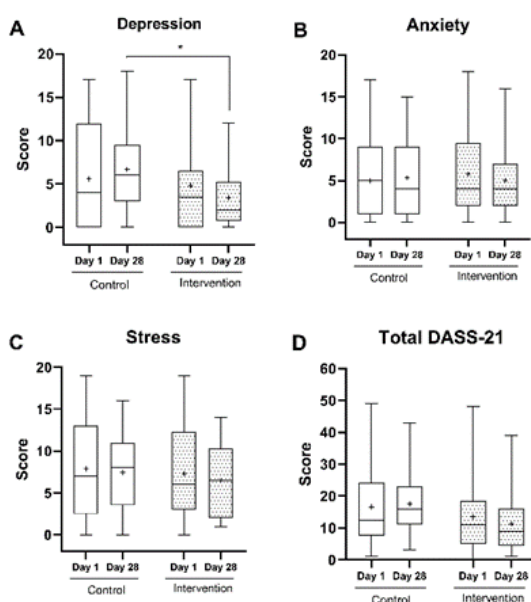 A
Depression
*
20
15
10
5
0
Score
Day 1 Day 28 Day 1 Day 28
Control Intervention
B
Anxiety
20
15
10
5
0
Score
Day 1 Day 28 Day 1 Day 28
Control Intervention
C
Stress
20
15
10
5
0
Score
Day 1 Day 28 Day 1 Day 28
Control Intervention
D
Total DASS-21
60
50
40
30
20
10
0
Score
Day 1 Day 28 Day 1 Day 28
Control Intervention